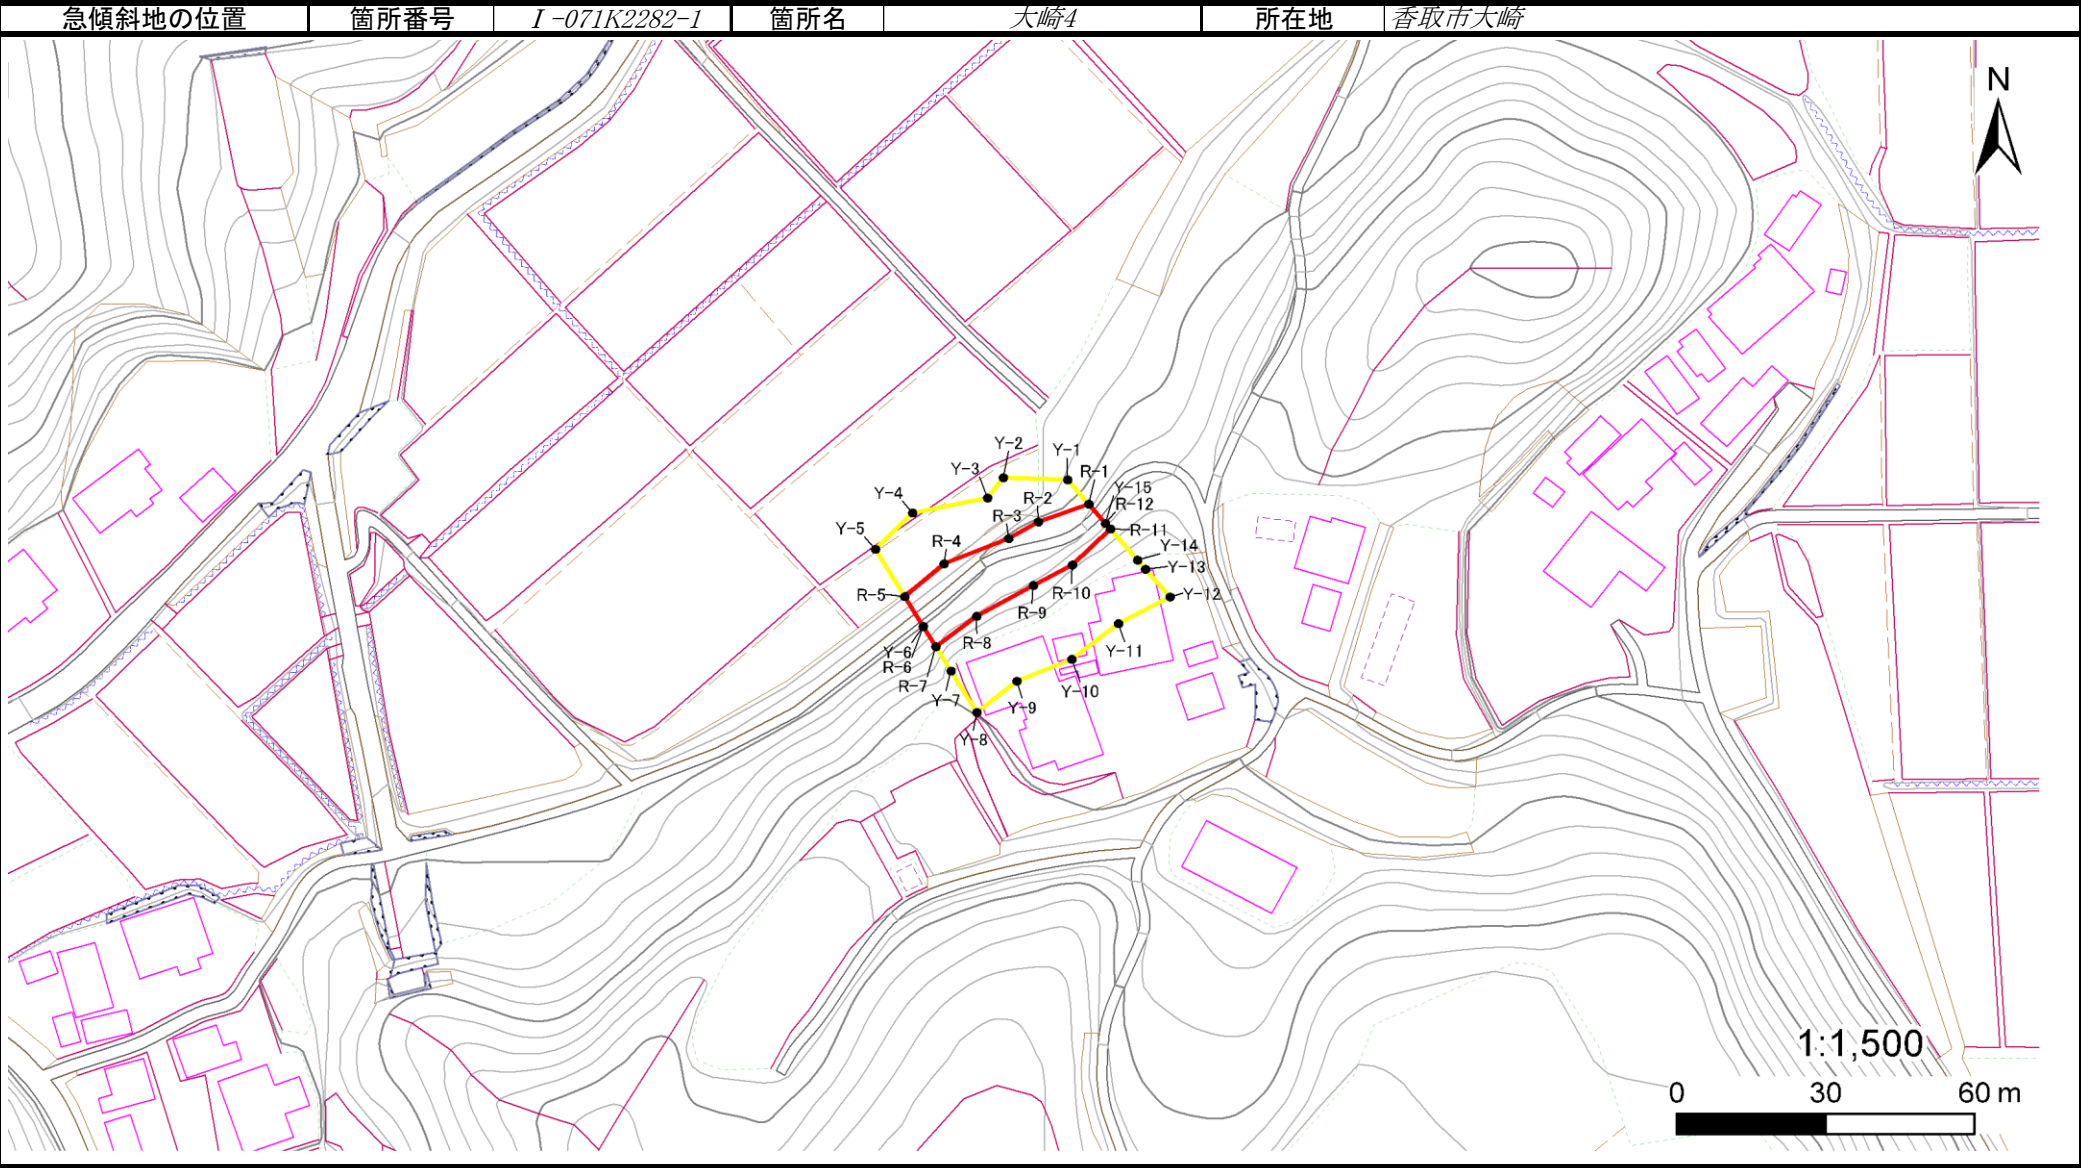 急傾斜地の位置 箇所番号 Ⅰ-071K2282-1 箇所名 大崎4 所在地 香取市大崎
N
Y-2
Y-1
Y-3
R-1
Y-4
R-2
Y-15
R-12
Y-5
R-3
R-11
R-4
Y-14
Y-13
R-5
R-10
Y-12
R-9
R-8
Y-6
R-6
Y-11
R-7
Y-7
Y-10
Y-9
Y-8
1:1,500
0 30 60 m